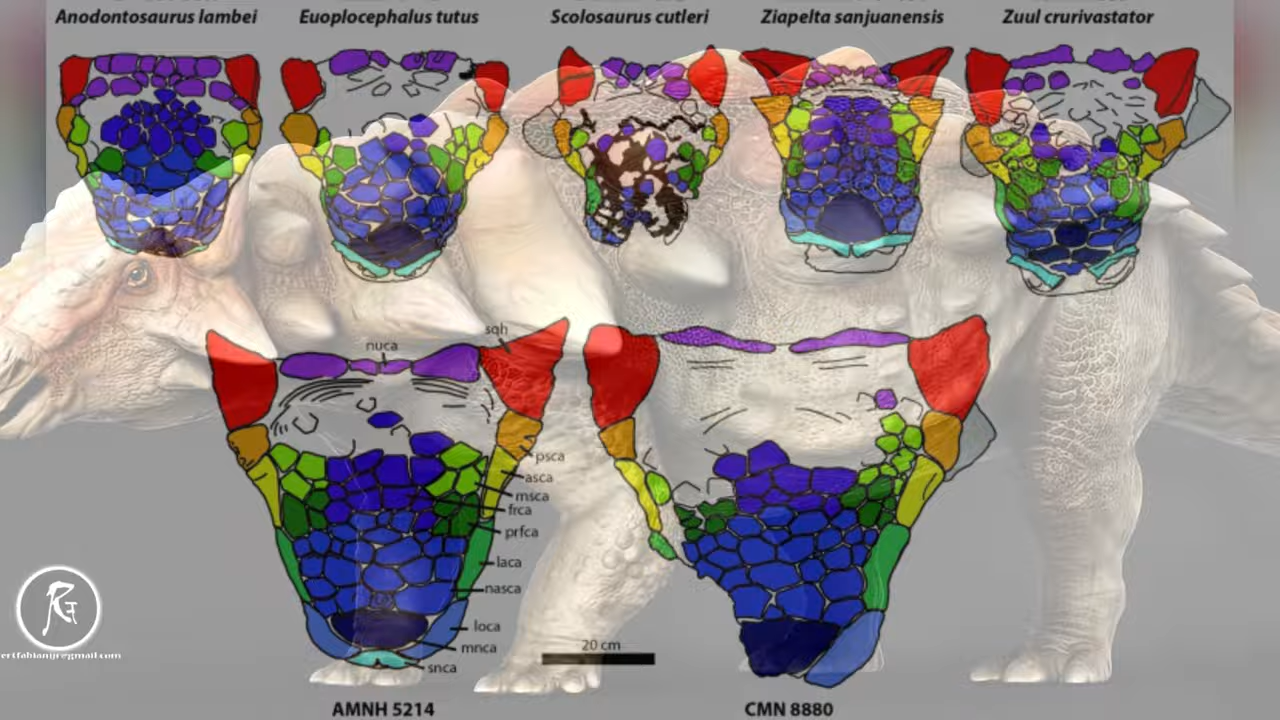 Anodontosaurus lambei
Euoplocephalus tutus
Scolosaurus cutleri
Ziapelta sanjuanensis
Zuul crurivastator
nuca
sqh
psca
asca
msca
frca
prfca
laca
nasca
loca
mnca
snca
20 cm
AMNH 5214
CMN 8880